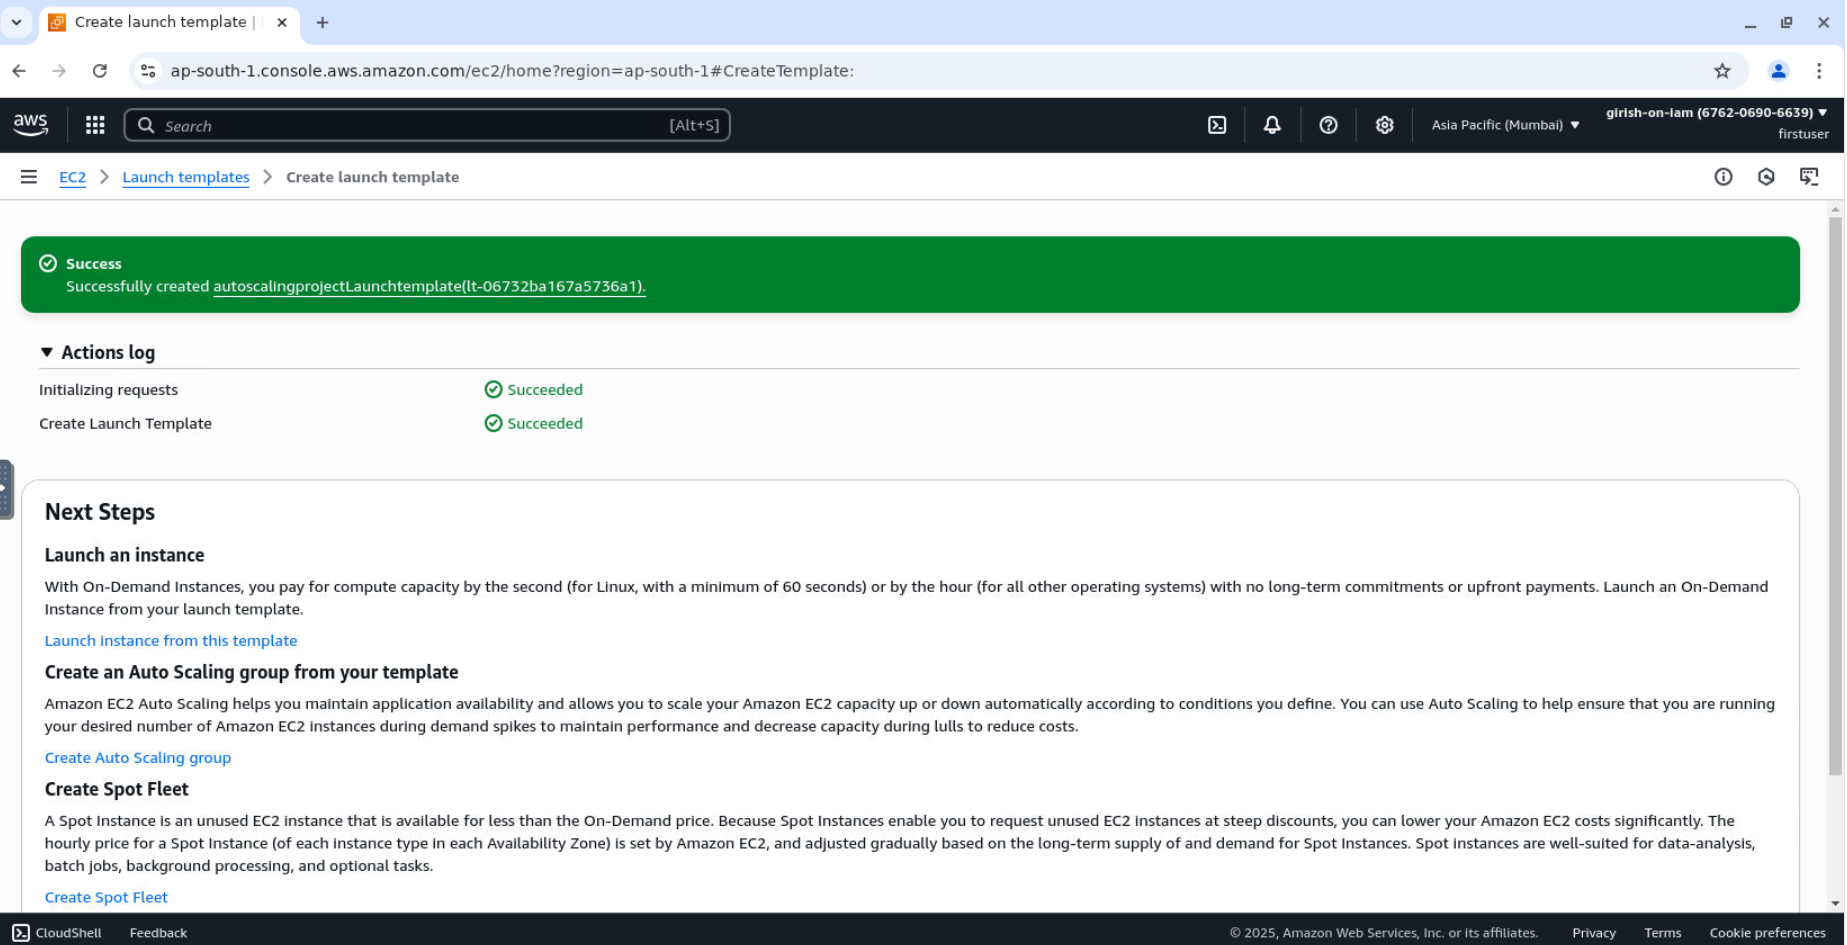 Create launch template |
ap-south-1.console.aws.amazon.com/ec2/home?region=ap-south-1#CreateTemplate:
aws
Search
[Alt+S]
Asia Pacific (Mumbai)
girish-on-iam (6762-0690-6639)
firstuser
EC2 > Launch templates > Create launch template
Success
Successfully created autoscalingprojectLaunchtemplate(lt-06732ba167a5736a1).
Actions log
Initializing requests Succeeded
Create Launch Template Succeeded
Next Steps
Launch an instance
With On-Demand Instances, you pay for compute capacity by the second (for Linux, with a minimum of 60 seconds) or by the hour (for all other operating systems) with no long-term commitments or upfront payments. Launch an On-Demand
Instance from your launch template.
Launch instance from this template
Create an Auto Scaling group from your template
Amazon EC2 Auto Scaling helps you maintain application availability and allows you to scale your Amazon EC2 capacity up or down automatically according to conditions you define. You can use Auto Scaling to help ensure that you are running
your desired number of Amazon EC2 instances during demand spikes to maintain performance and decrease capacity during lulls to reduce costs.
Create Auto Scaling group
Create Spot Fleet
A Spot Instance is an unused EC2 instance that is available for less than the On-Demand price. Because Spot Instances enable you to request unused EC2 instances at steep discounts, you can lower your Amazon EC2 costs significantly. The
hourly price for a Spot Instance (of each instance type in each Availability Zone) is set by Amazon EC2, and adjusted gradually based on the long-term supply of and demand for Spot Instances. Spot instances are well-suited for data-analysis,
batch jobs, background processing, and optional tasks.
Create Spot Fleet
CloudShell
Feedback
© 2025, Amazon Web Services, Inc. or its affiliates.
Privacy
Terms
Cookie preferences